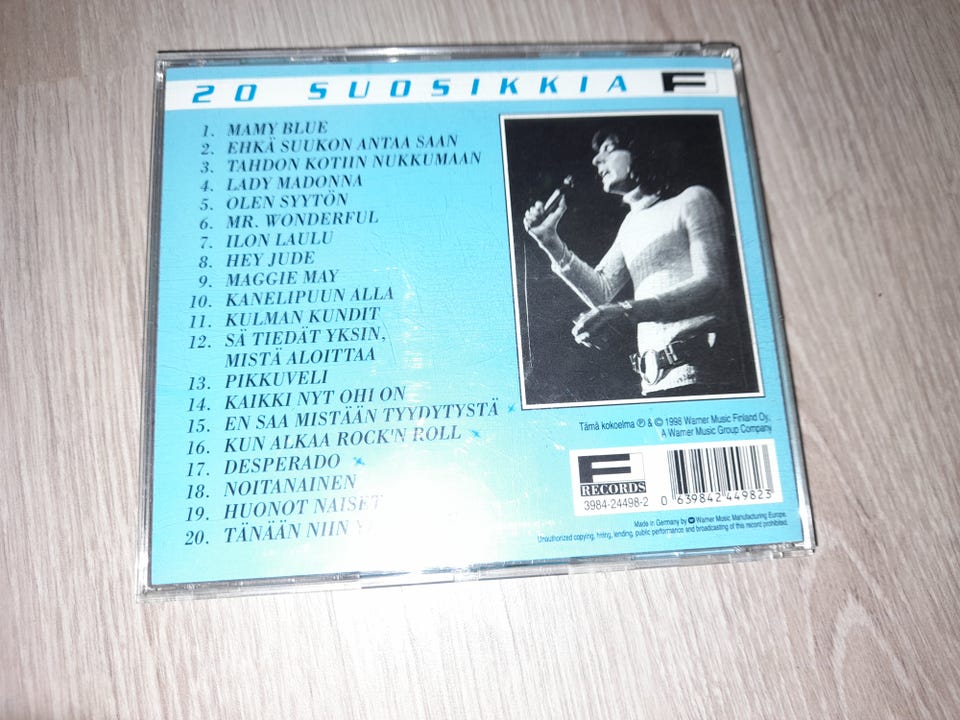 20 SUOSIKKIA F
1. MAMY BLUE
2. EHKÄ SUUKON ANTAA SAAN
3. TAHDON KOTIIN NUKKUMAAN
4. LADY MADONNA
5. OLEN SYYTÖN
6. MR. WONDERFUL
7. ILON LAULU
8. HEY JUDE
9. MAGGIE MAY
10. KANELIPUUN ALLA
11. KULMAN KUNDIT
12. SÄ TIEDÄT YKSIN,
MISTÄ ALOITTAA
13. PIKKUVELI
14. KAIKKI NYT OHI ON
15. EN SAA MISTÄÄN TYYDYTYSTÄ
16. KUN ALKAA ROCK'N ROLL
17. DESPERADO
18. NOITANAINEN
19. HUONOT NAISET
20. TÄNÄÄN NIIN
Tämä kokoelma ℗ & © 1998 Warner Music Finland Oy.
A Warner Music Group Company
F
RECORDS
3984-24498-2
0 639842 449823
Made in Germany by Warner Music Manufacturing Europe.
Unauthorized copying, hiring, lending, public performance and broadcasting of this record prohibited.